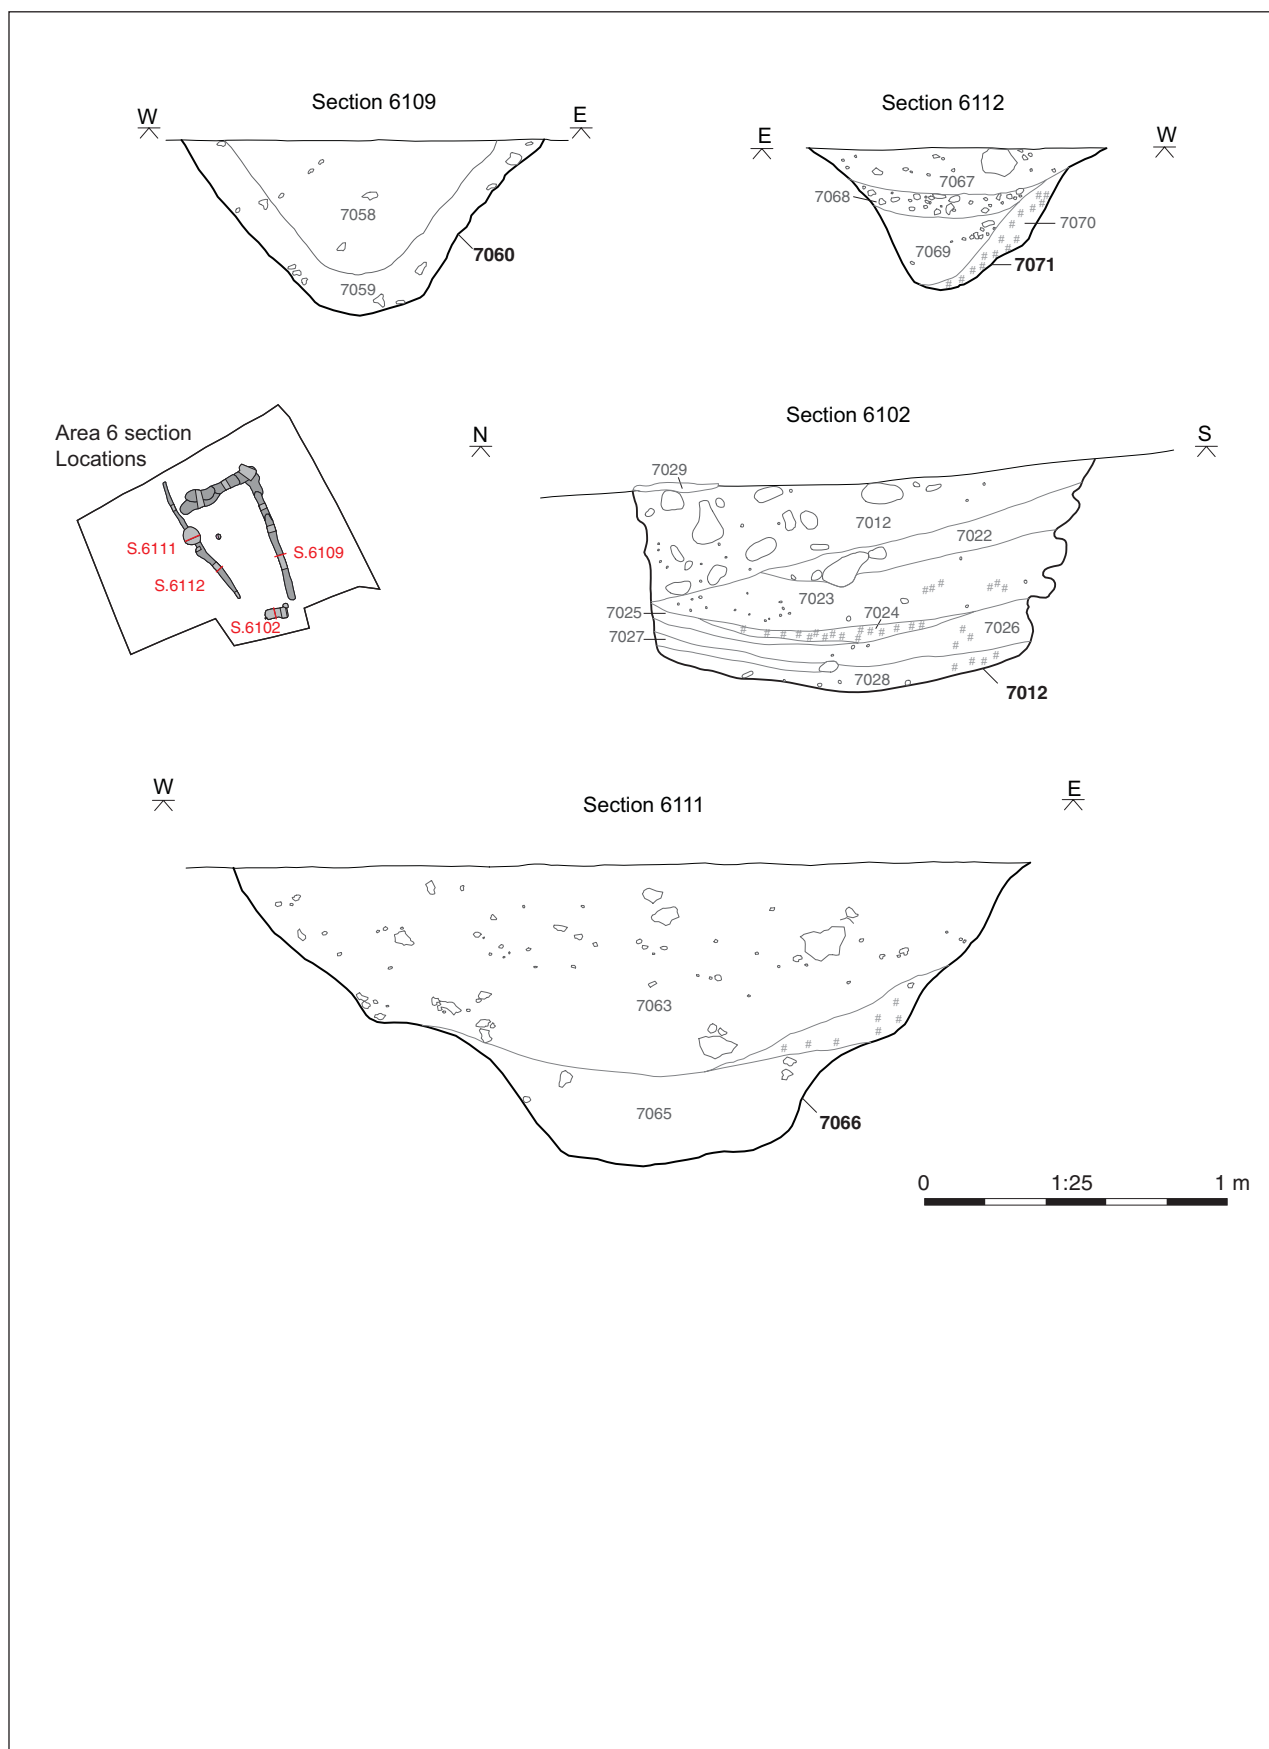 Section 6109
W
E
7058
7060
7059
Section 6112
E
W
7067
7068
7070
7069
7071
Area 6 section
Locations
S.6111
S.6109
S.6112
S.6102
Section 6102
N
S
7029
7012
7022
7023
7025
7024
7027
7026
7028
7012
Section 6111
W
E
7063
7065
7066
0
1:25
1 m